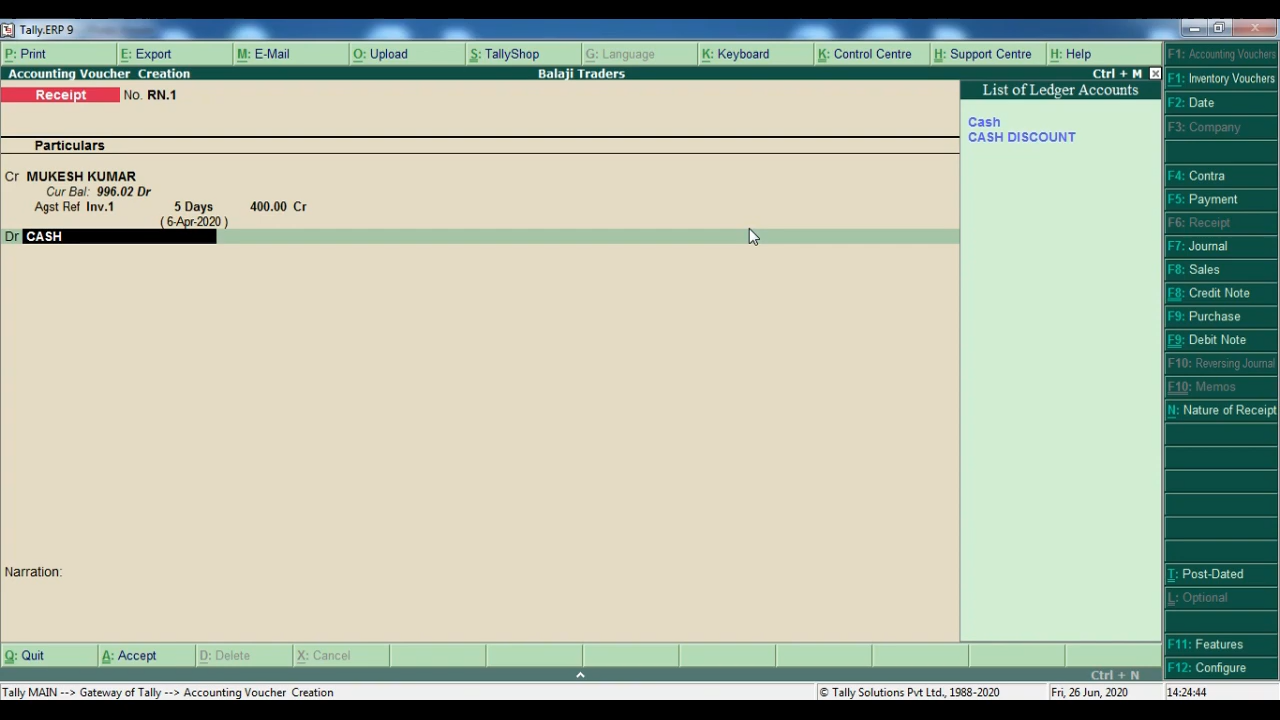 Tally.ERP 9
P: Print E: Export M: E-Mail O: Upload S: TallyShop G: Language K: Keyboard K: Control Centre H: Support Centre H: Help
Accounting Voucher Creation Balaji Traders Ctrl + M
Receipt No. RN.1
Particulars
Cr MUKESH KUMAR
Cur Bal: 996.02 Dr
Agst Ref Inv.1 5 Days 400.00 Cr
( 6-Apr-2020 )
Dr CASH
Narration:
List of Ledger Accounts
Cash
CASH DISCOUNT
F1: Accounting Vouchers
F1: Inventory Vouchers
F2: Date
F3: Company
F4: Contra
F5: Payment
F6: Receipt
F7: Journal
F8: Sales
F8: Credit Note
F9: Purchase
F9: Debit Note
F10: Reversing Journal
F10: Memos
N: Nature of Receipt
T: Post-Dated
L: Optional
F11: Features
F12: Configure
Q: Quit A: Accept D: Delete X: Cancel
Ctrl + N
Tally MAIN --> Gateway of Tally --> Accounting Voucher Creation © Tally Solutions Pvt Ltd., 1988-2020 Fri, 26 Jun, 2020 14:24:44